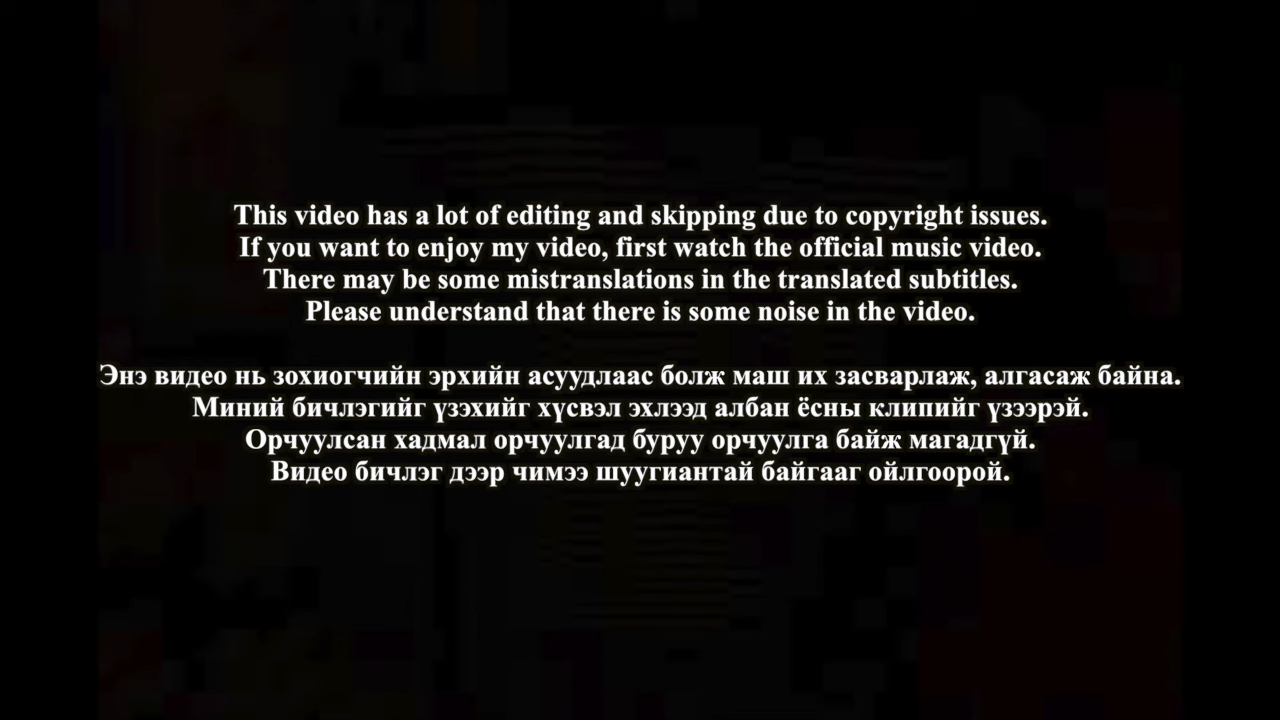 This video has a lot of editing and skipping due to copyright issues.
If you want to enjoy my video, first watch the official music video.
There may be some mistranslations in the translated subtitles.
Please understand that there is some noise in the video.
Энэ видео нь зохиогчийн эрхийн асуудлаас болж маш их засварлаж, алгасаж байна.
Миний бичлэгийг үзэхийг хүсвэл эхлээд албан ёсны клипийг үзээрэй.
Орчуулсан хадмал орчуулгад буруу орчуулга байж магадгүй.
Видео бичлэг дээр чимээ шуугиантай байгааг ойлгоорой.